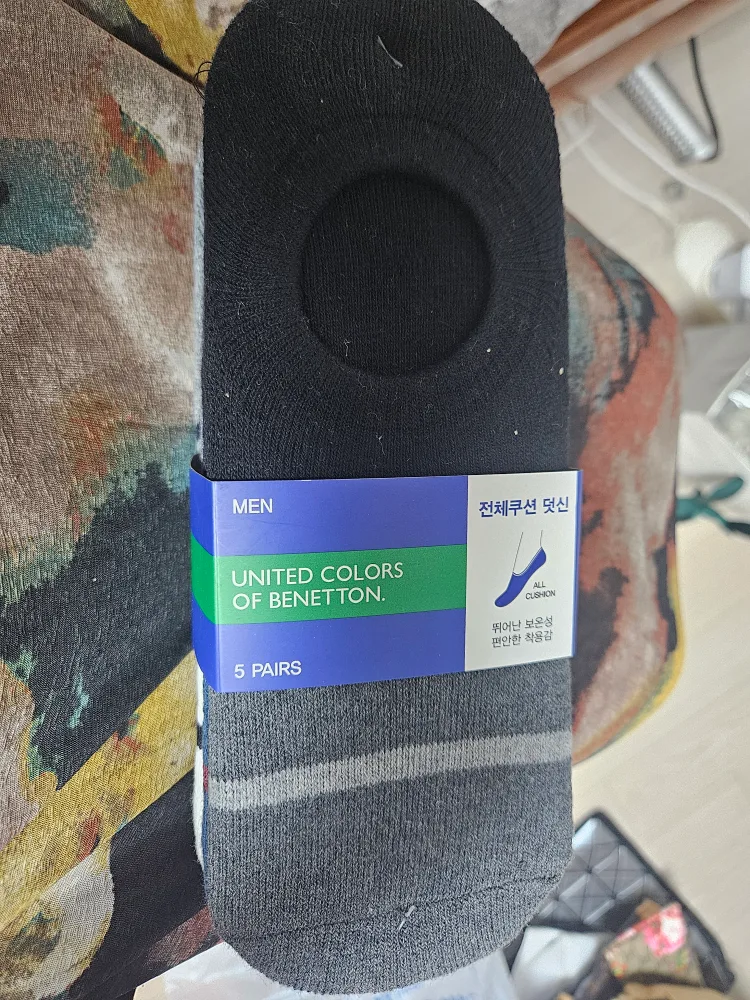 MEN
UNITED COLORS
OF BENETTON.
5 PAIRS
전체쿠션 덧신
ALL
CUSHION
뛰어난 보온성
편안한 착용감